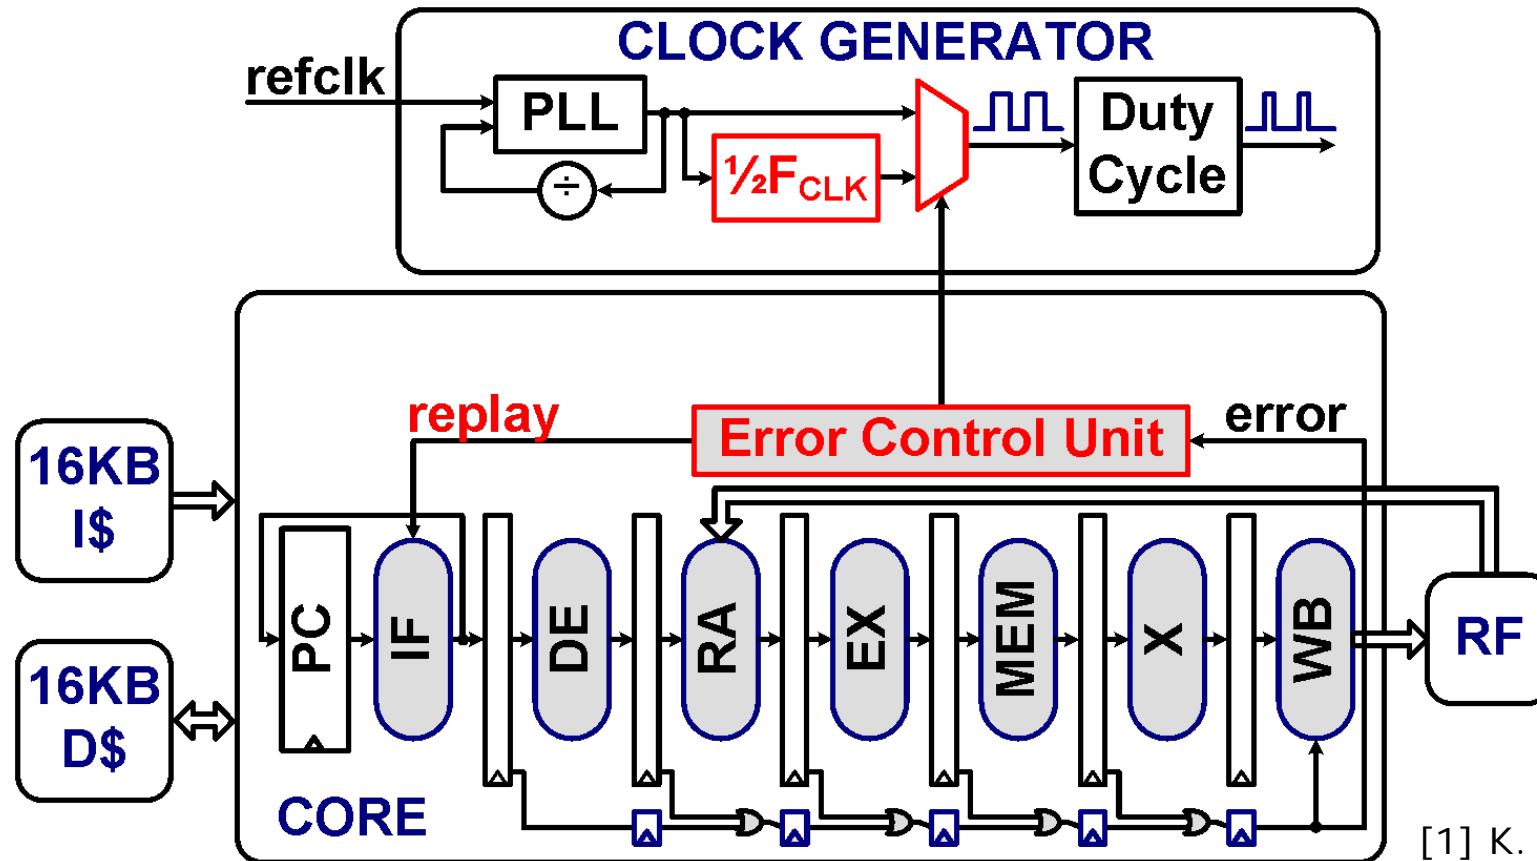 CLOCK GENERATOR
refclk
PLL
÷
½F_CLK
Duty
Cycle
replay
Error Control Unit
error
16KB
I$
16KB
D$
PC
IF
DE
RA
EX
MEM
X
WB
RF
CORE
[1] K.